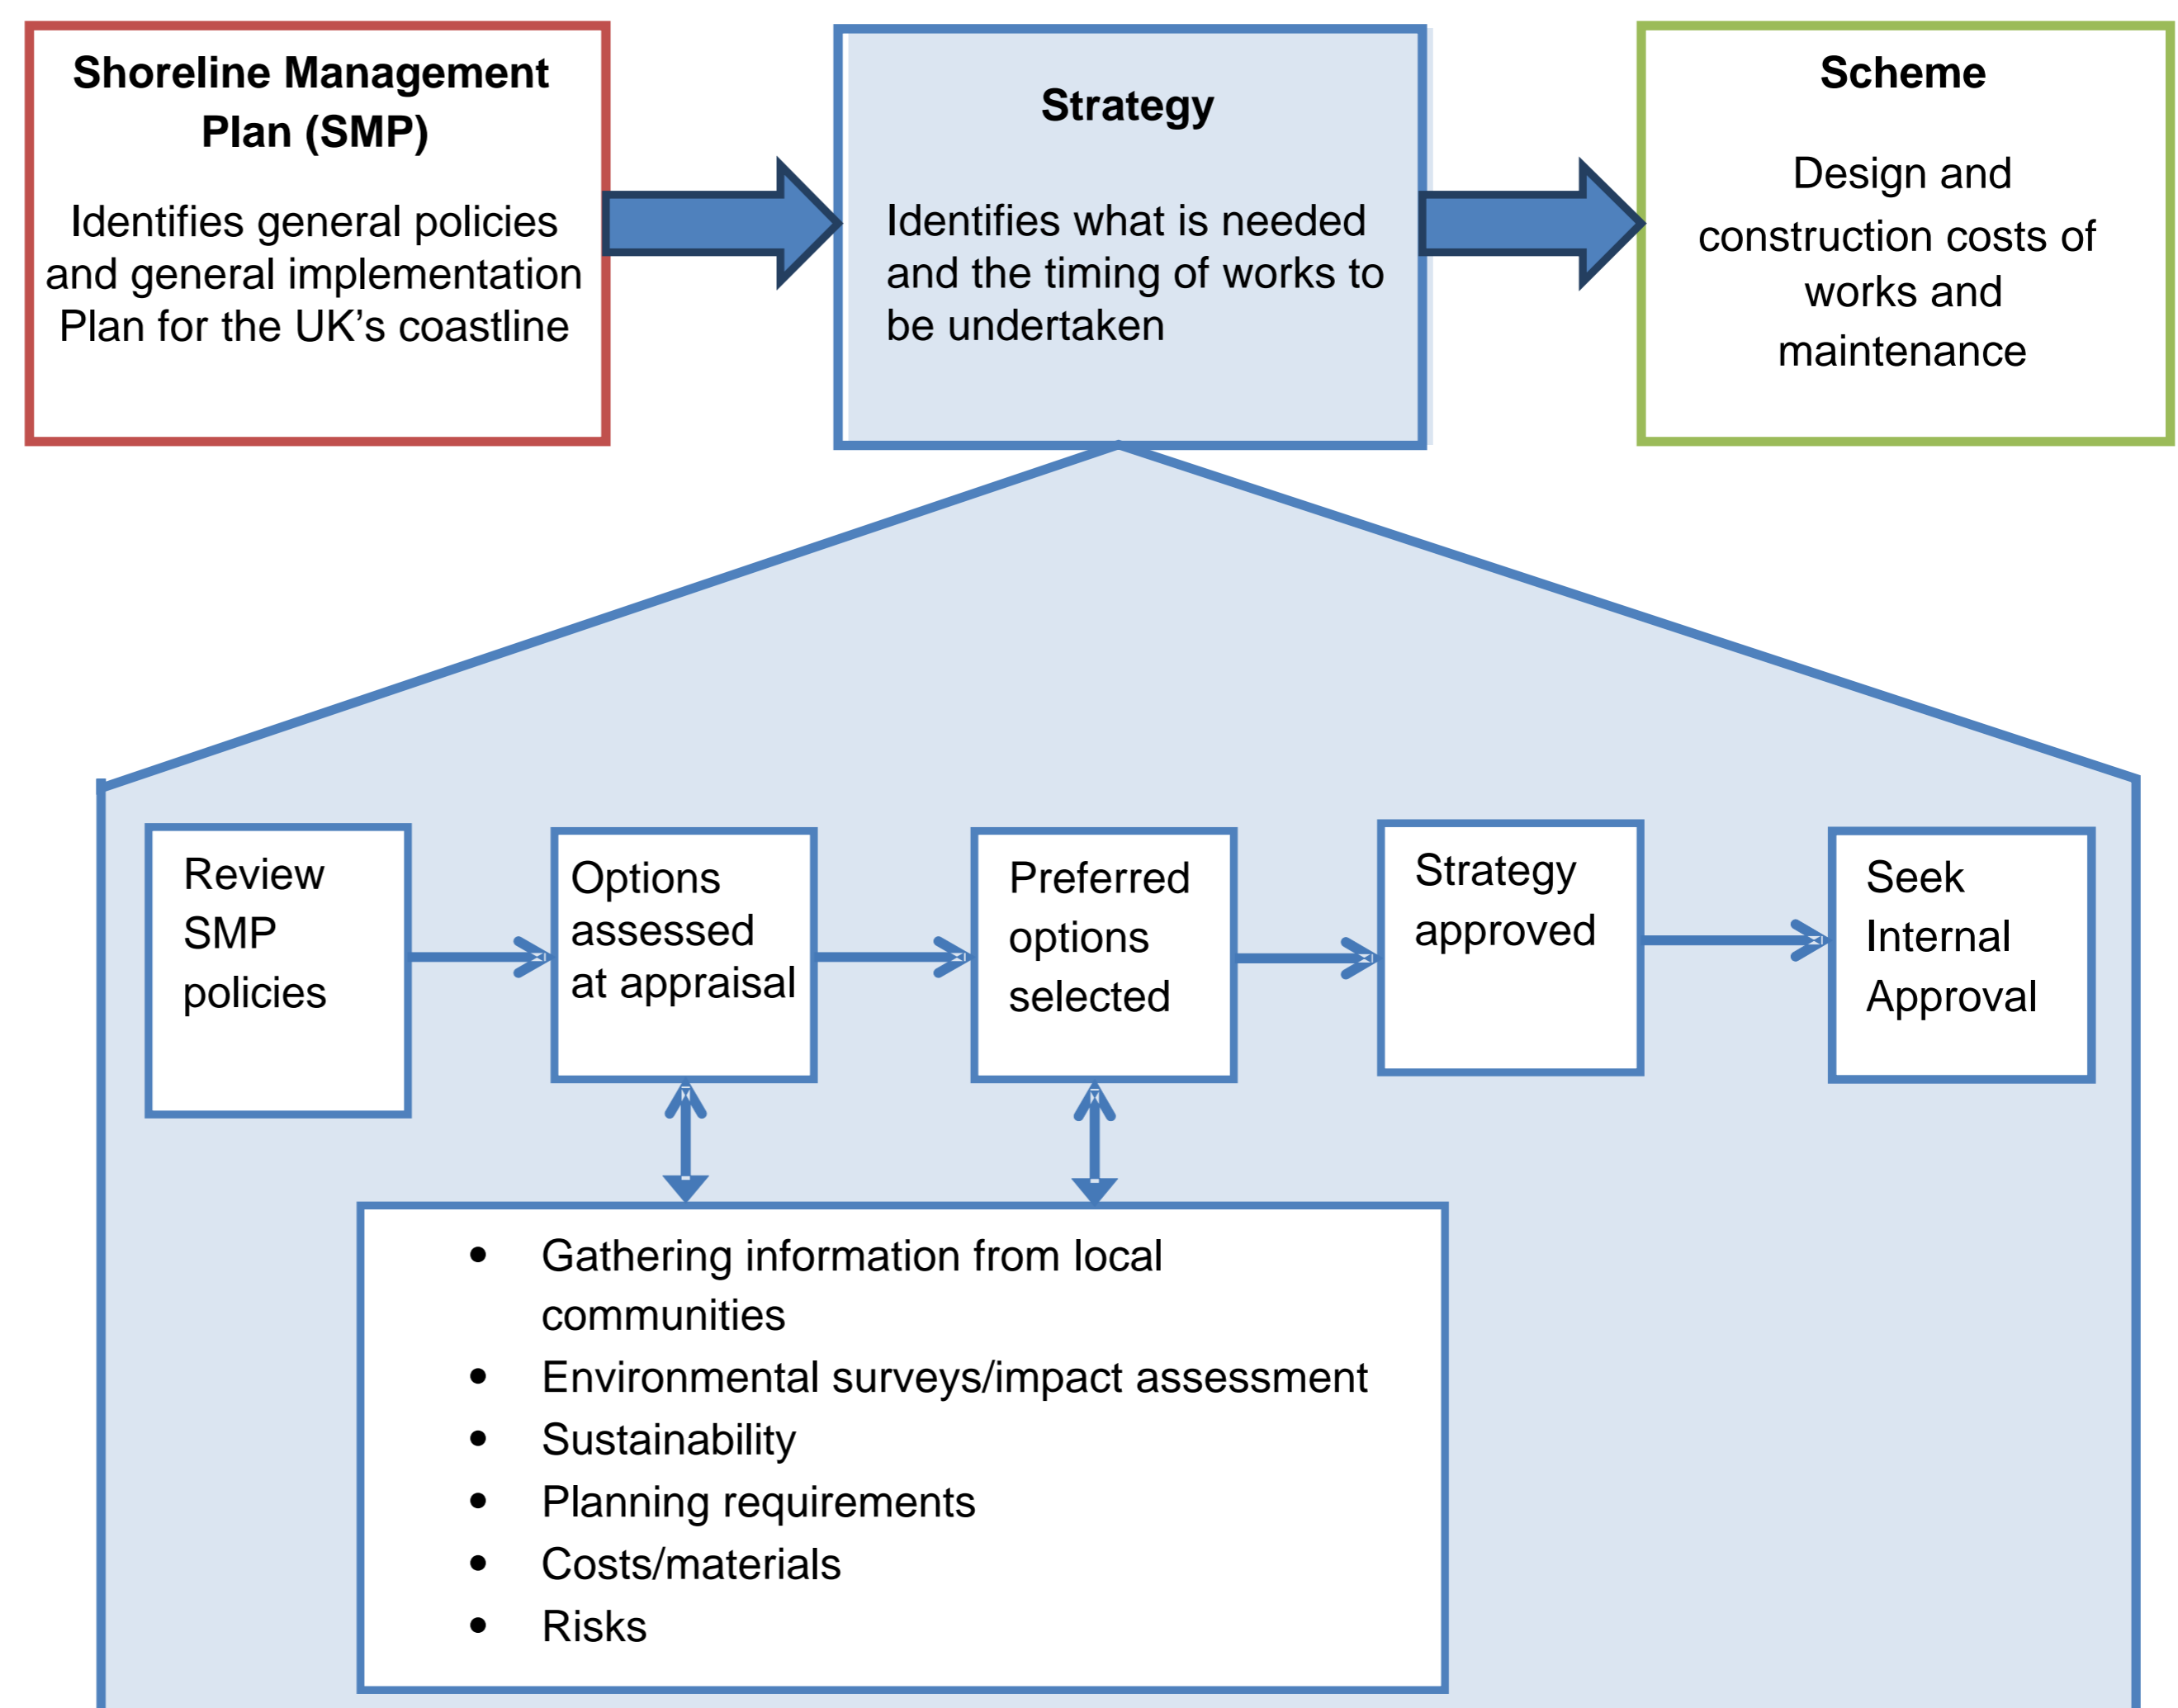 Shoreline Management
Plan (SMP)
Identifies general policies
and general implementation
Plan for the UK's coastline
Strategy
Identifies what is needed
and the timing of works to
be undertaken
Scheme
Design and
construction costs of
works and
maintenance
Review
SMP
policies
Options
assessed
at appraisal
Preferred
options
selected
Strategy
approved
Seek
Internal
Approval
• Gathering information from local
communities
• Environmental surveys/impact assessment
• Sustainability
• Planning requirements
• Costs/materials
• Risks